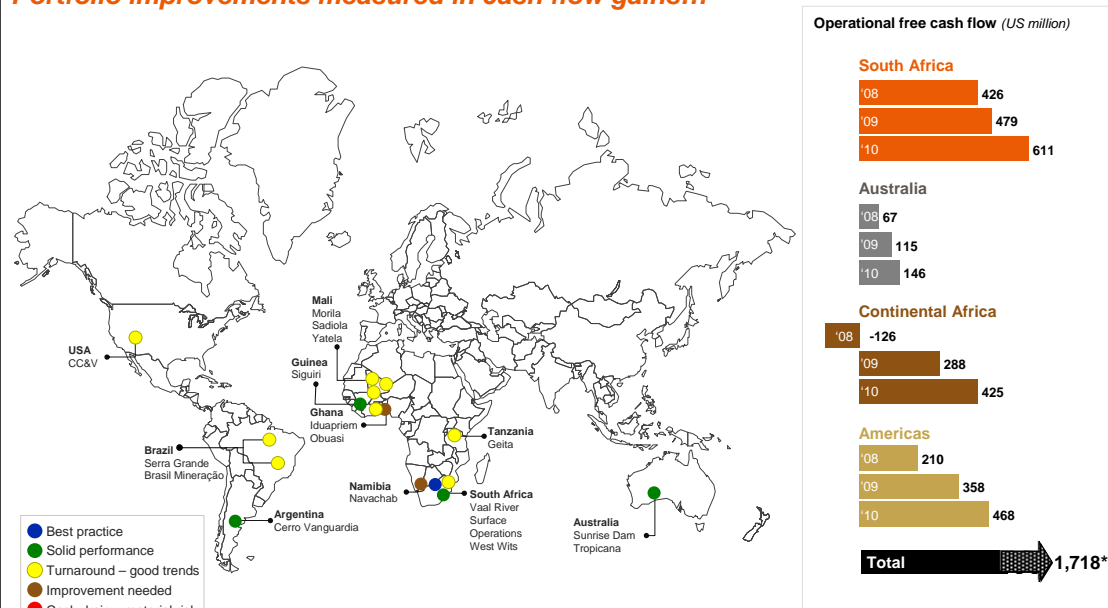 Operational free cash flow (US million)
South Africa
'08 426
'09 479
'10 611
Australia
'08 67
'09 115
'10 146
Continental Africa
'08 -126
'09 288
'10 425
Americas
'08 210
'09 358
'10 468
Total 1,718*
USA
CC&V
Mali
Morila
Sadiola
Yatela
Guinea
Siguiri
Ghana
Iduapriem
Obuasi
Tanzania
Geita
Brazil
Serra Grande
Brasil Mineração
Namibia
Navachab
South Africa
Vaal River
Surface
Operations
West Wits
Argentina
Cerro Vanguardia
Australia
Sunrise Dam
Tropicana
Best practice
Solid performance
Turnaround – good trends
Improvement needed